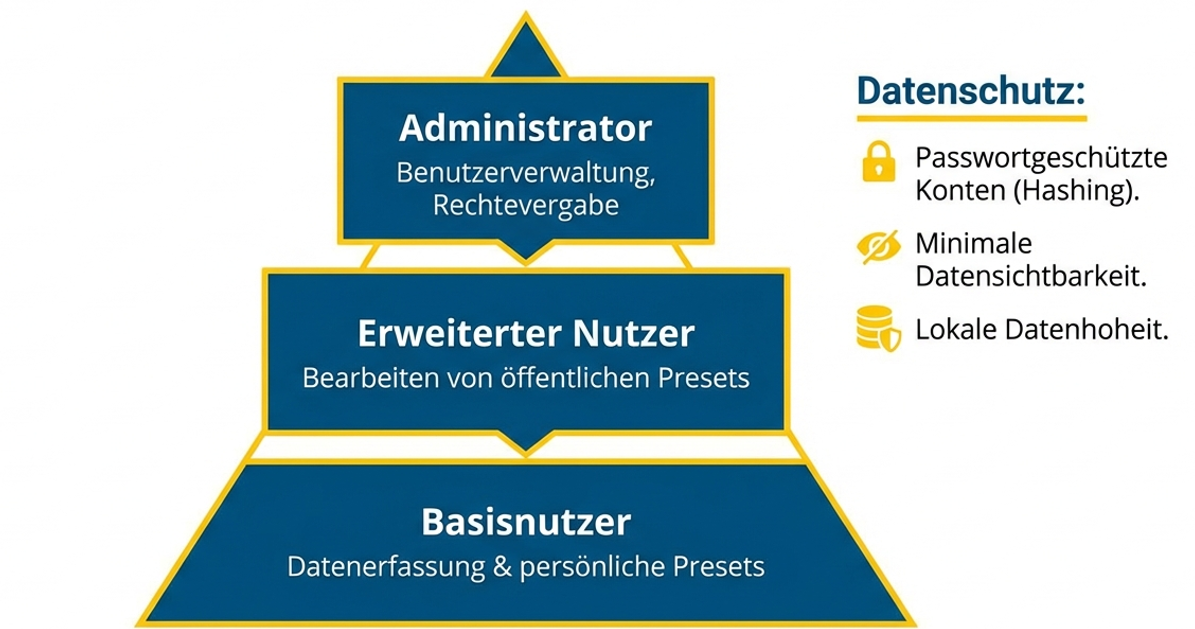 Administrator
Benutzerverwaltung,
Rechtevergabe
Erweiterter Nutzer
Bearbeiten von öffentlichen Presets
Basisnutzer
Datenerfassung & persönliche Presets
Datenschutz:
Passwortgeschützte
Konten (Hashing).
Minimale
Datensichtbarkeit.
Lokale Datenhoheit.